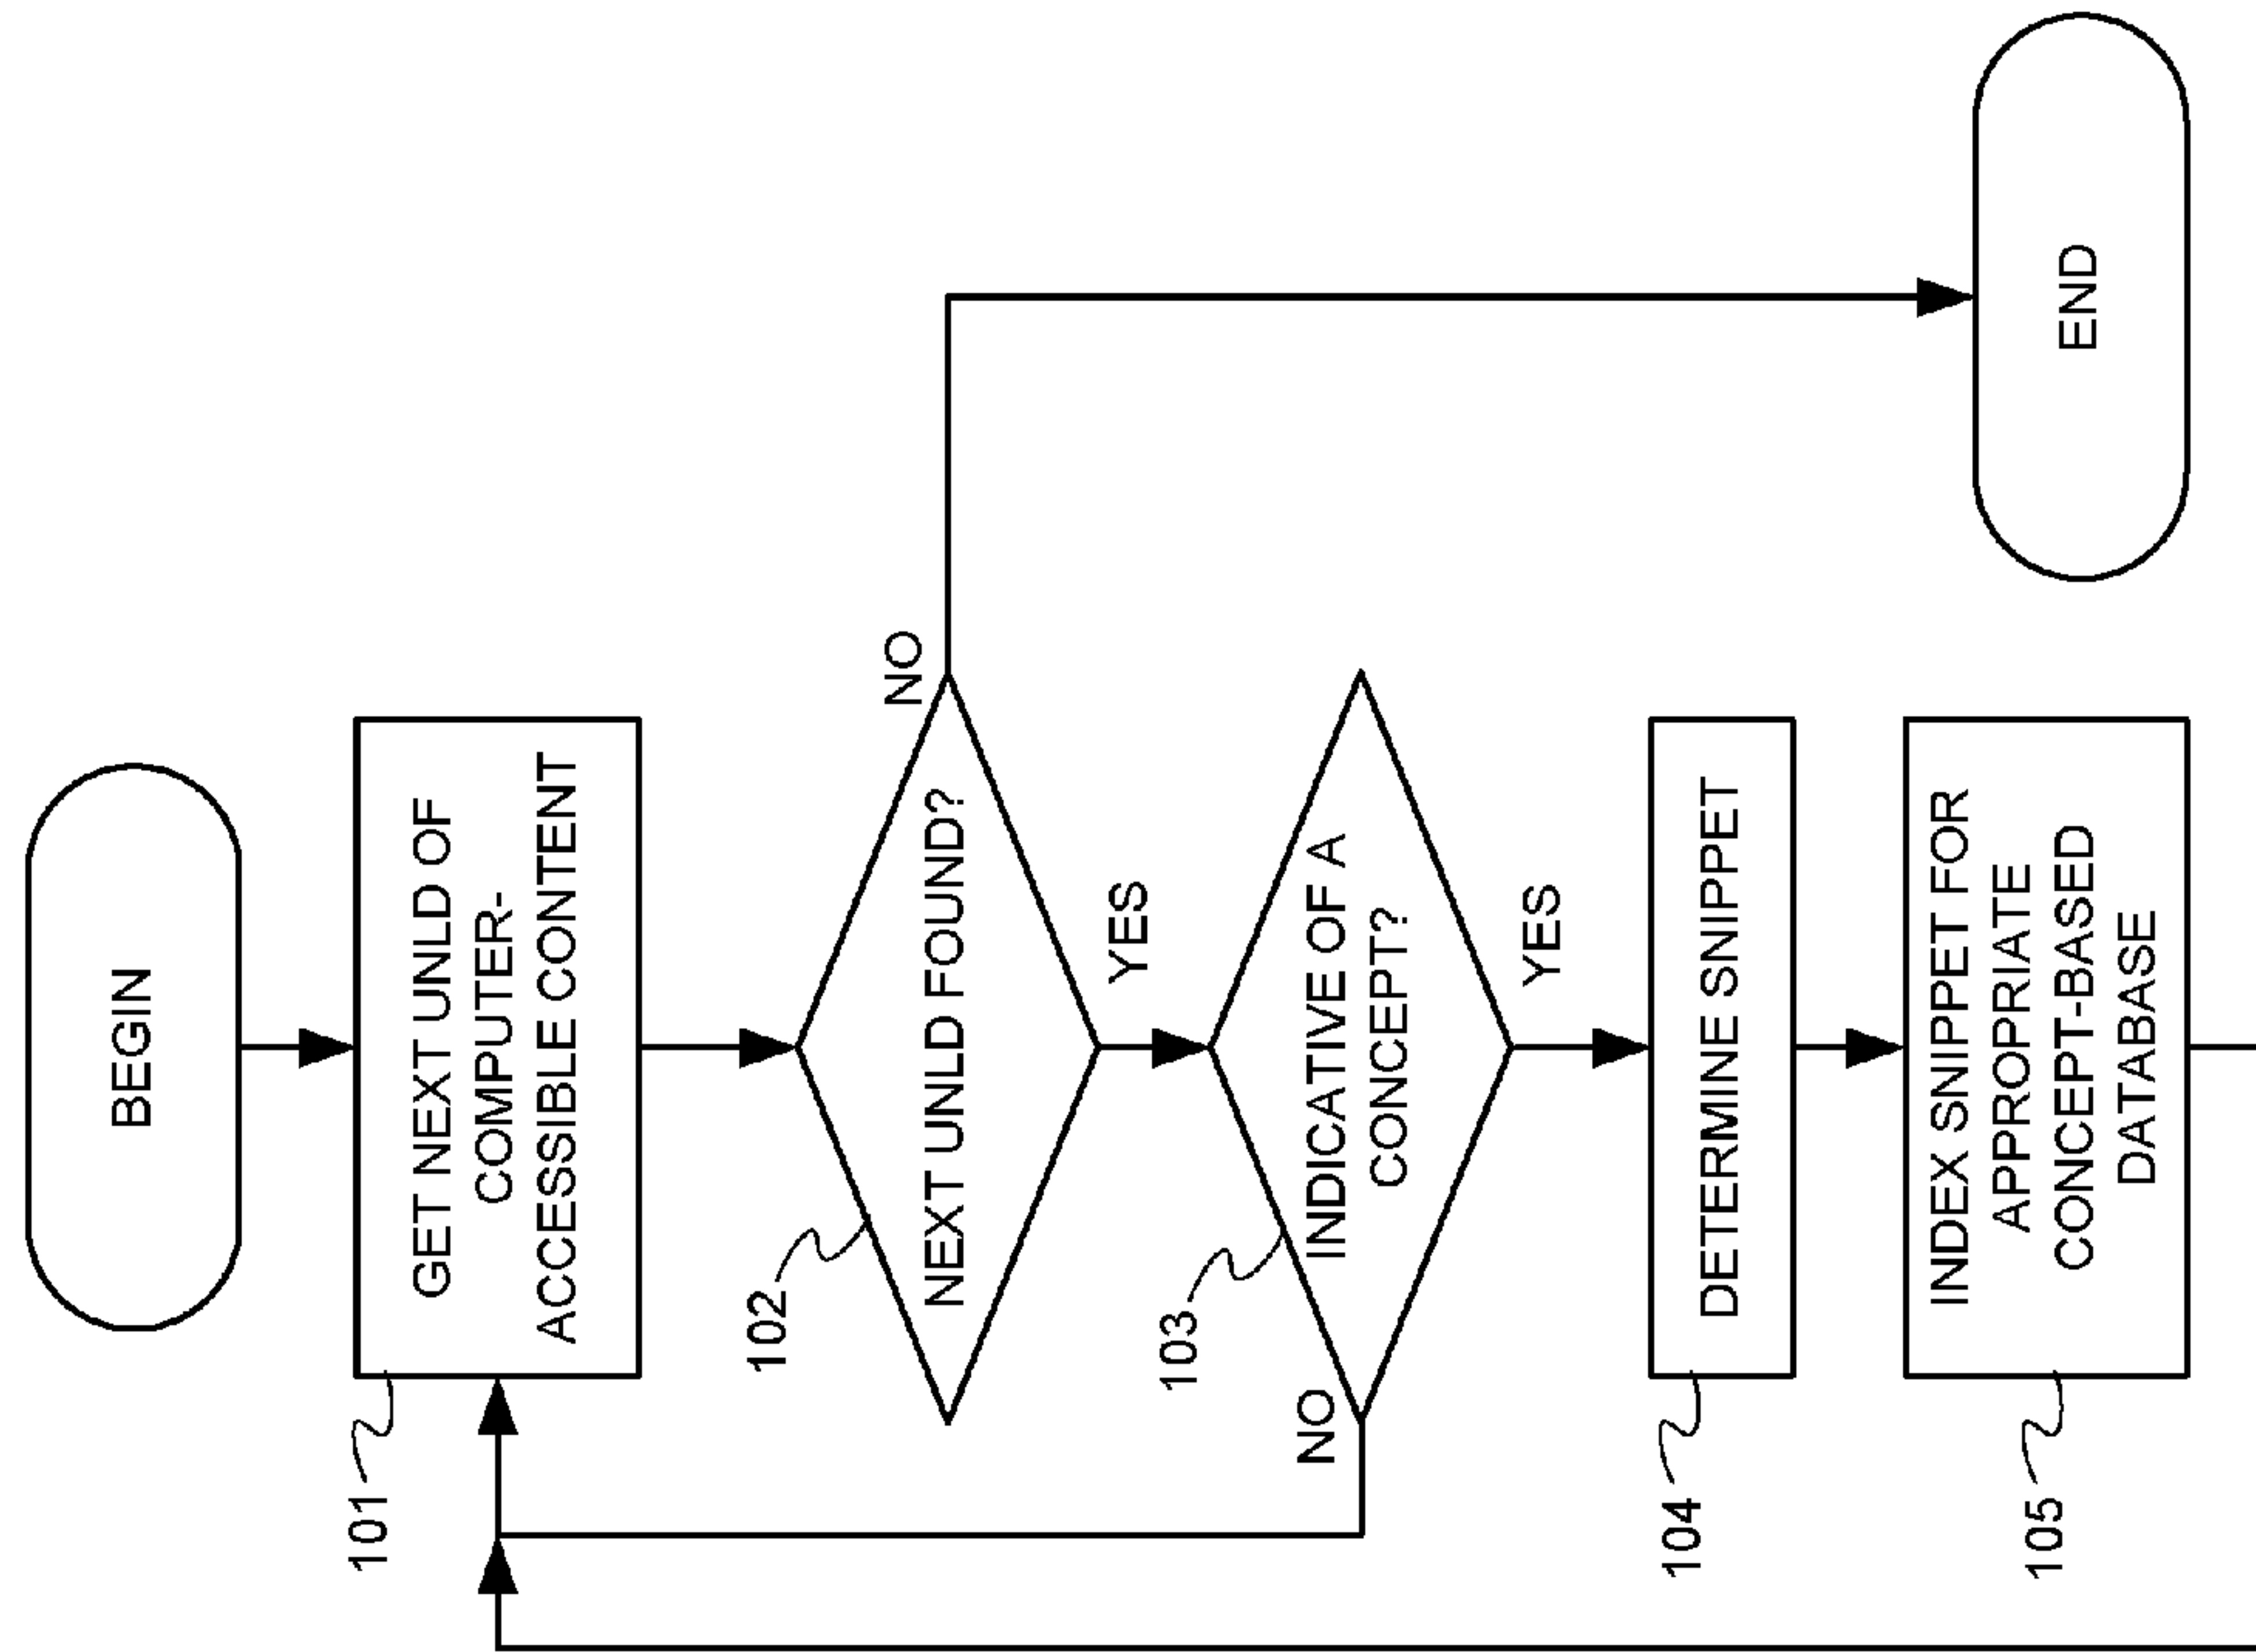 BEGIN
101
GET NEXT UNLD OF
COMPUTER-
ACCESSIBLE CONTENT
102
NEXT UNLD FOUND?
NO
YES
103
INDICATIVE OF A
CONCEPT?
NO
YES
104
DETERMINE SNIPPET
105
INDEX SNIPPET FOR
APPROPRIATE
CONCEPT-BASED
DATABASE
END